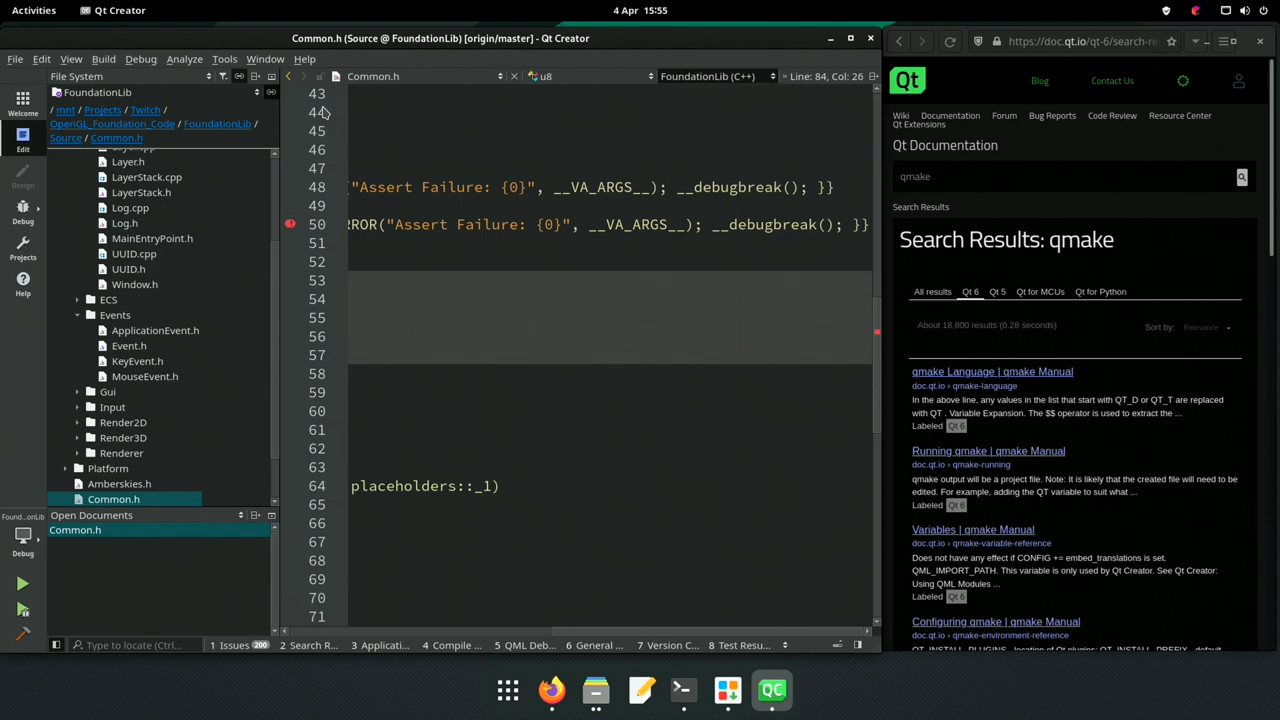 Activities
Qt Creator
4 Apr 15:55
Common.h (Source @ FoundationLib) [origin/master] - Qt Creator
File Edit View Build Debug Analyze Tools Window Help
File System
Common.h
u8
FoundationLib (C++)
» Line: 84, Col: 26
Welcome
Edit
Design
Debug
Projects
Help
Found...onLib
Debug
FoundationLib
/ mnt Projects Twitch
OpenGL_Foundation_Code FoundationLib
Source Common.h
Layer.h
LayerStack.cpp
LayerStack.h
Log.cpp
Log.h
MainEntryPoint.h
UUID.cpp
UUID.h
Window.h
ECS
Events
ApplicationEvent.h
Event.h
KeyEvent.h
MouseEvent.h
Gui
Input
Render2D
Render3D
Renderer
Platform
Amberskies.h
Common.h
Open Documents
Common.h
43
44
45
46
47
48 ("Assert Failure: {0}", __VA_ARGS__); __debugbreak(); }}
49
50 RROR("Assert Failure: {0}", __VA_ARGS__); __debugbreak(); }}
51
52
53
54
55
56
57
58
59
60
61
62
63
64 placeholders::_1)
65
66
67
68
69
70
71
Type to locate (Ctrl...
1 Issues 200
2 Search R...
3 Applicati...
4 Compile ...
5 QML Deb...
6 General ...
7 Version C...
8 Test Resu...
https://doc.qt.io/qt-6/search-re
Qt
Blog
Contact Us
Wiki Documentation Forum Bug Reports Code Review Resource Center
Qt Extensions
Qt Documentation
qmake
Search Results
Search Results: qmake
All results Qt 6 Qt 5 Qt for MCUs Qt for Python
About 18,800 results (0.28 seconds)
Sort by: Relevance
qmake Language | qmake Manual
doc.qt.io › qmake-language
In the above line, any values in the list that start with QT_D or QT_T are replaced
with QT . Variable Expansion. The $$ operator is used to extract the ...
Labeled Qt 6
Running qmake | qmake Manual
doc.qt.io › qmake-running
qmake output will be a project file. Note: It is likely that the created file will need to be
edited. For example, adding the QT variable to suit what ...
Labeled Qt 6
Variables | qmake Manual
doc.qt.io › qmake-variable-reference
Does not have any effect if CONFIG += embed_translations is set.
QML_IMPORT_PATH. This variable is only used by Qt Creator. See Qt Creator:
Using QML Modules ...
Labeled Qt 6
Configuring qmake | qmake Manual
doc.qt.io › qmake-environment-reference
QC